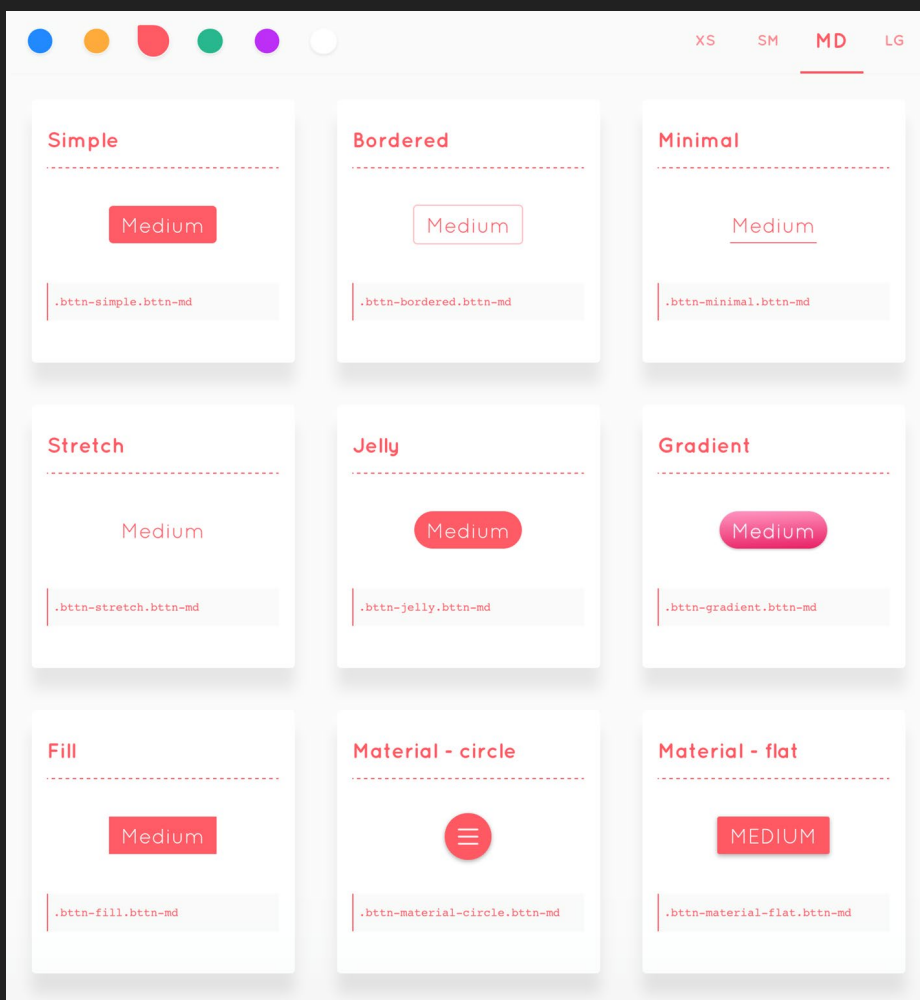 XS SM MD LG
Simple
Medium
.bttn-simple.bttn-md
Bordered
Medium
.bttn-bordered.bttn-md
Minimal
Medium
.bttn-minimal.bttn-md
Stretch
Medium
.bttn-stretch.bttn-md
Jelly
Medium
.bttn-jelly.bttn-md
Gradient
Medium
.bttn-gradient.bttn-md
Fill
Medium
.bttn-fill.bttn-md
Material - circle
.bttn-material-circle.bttn-md
Material - flat
MEDIUM
.bttn-material-flat.bttn-md